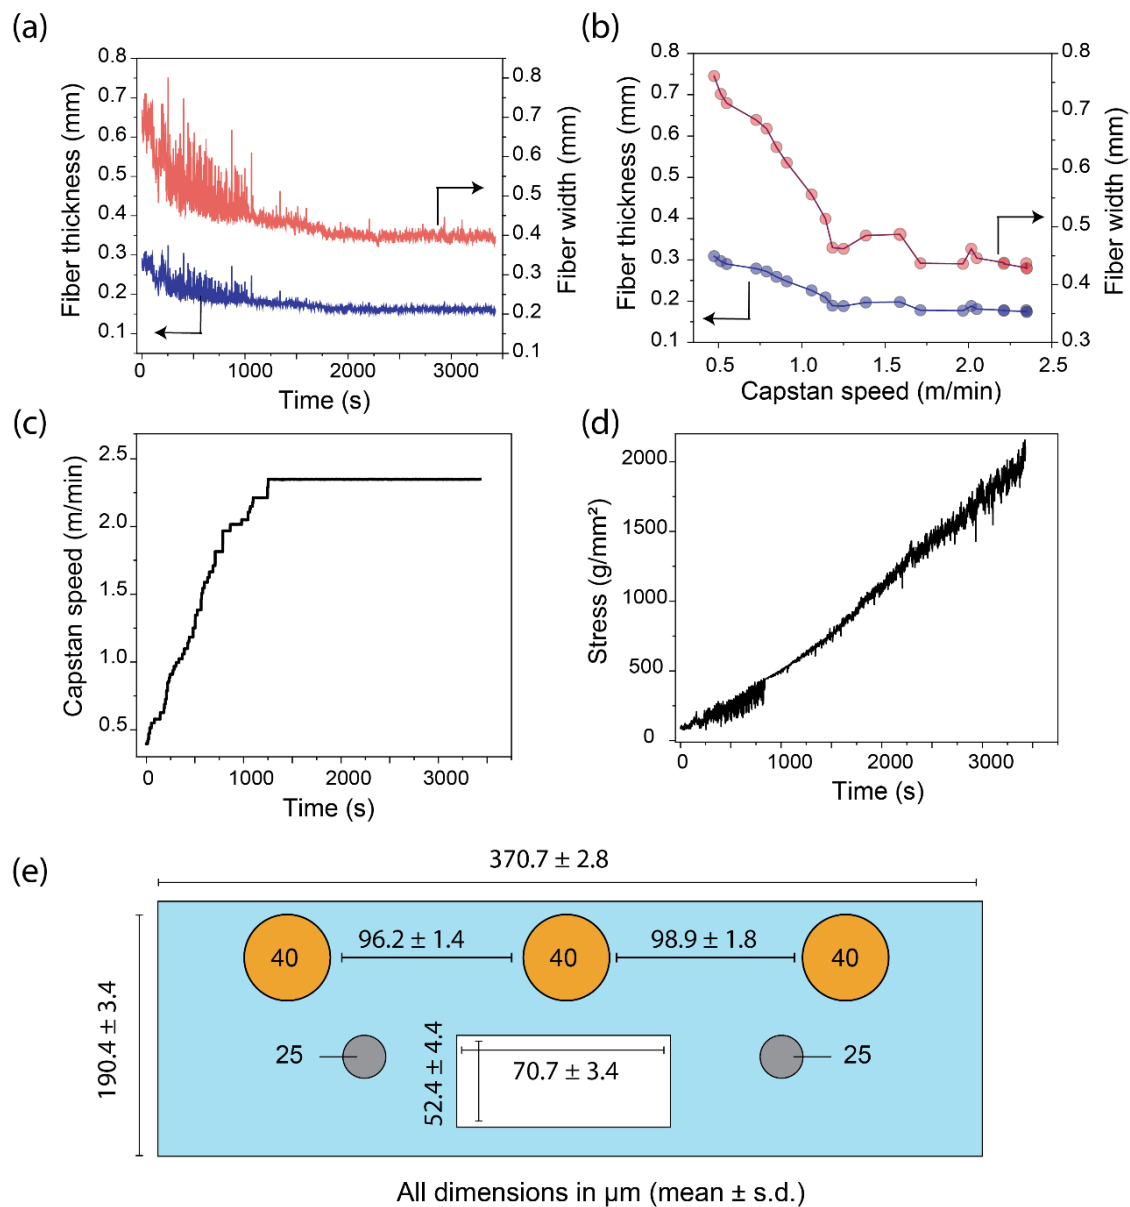 (a)
Fiber thickness (mm)
0.8
0.7
0.6
0.5
0.4
0.3
0.2
0.1
0.8
0.7
0.6
0.5
0.4
0.3
0.2
0.1
Fiber width (mm)
0
1000
2000
3000
Time (s)
(b)
Fiber thickness (mm)
0.8
0.7
0.6
0.5
0.4
0.3
0.2
0.1
0.8
0.7
0.6
0.5
0.4
0.3
Fiber width (mm)
0.5
1.0
1.5
2.0
2.5
Capstan speed (m/min)
(c)
Capstan speed (m/min)
2.5
2.0
1.5
1.0
0.5
0
1000
2000
3000
Time (s)
(d)
Stress (g/mm²)
2000
1500
1000
500
0
0
1000
2000
3000
Time (s)
(e)
370.7 ± 2.8
190.4 ± 3.4
40
96.2 ± 1.4
40
98.9 ± 1.8
40
25
52.4 ± 4.4
70.7 ± 3.4
25
All dimensions in µm (mean ± s.d.)